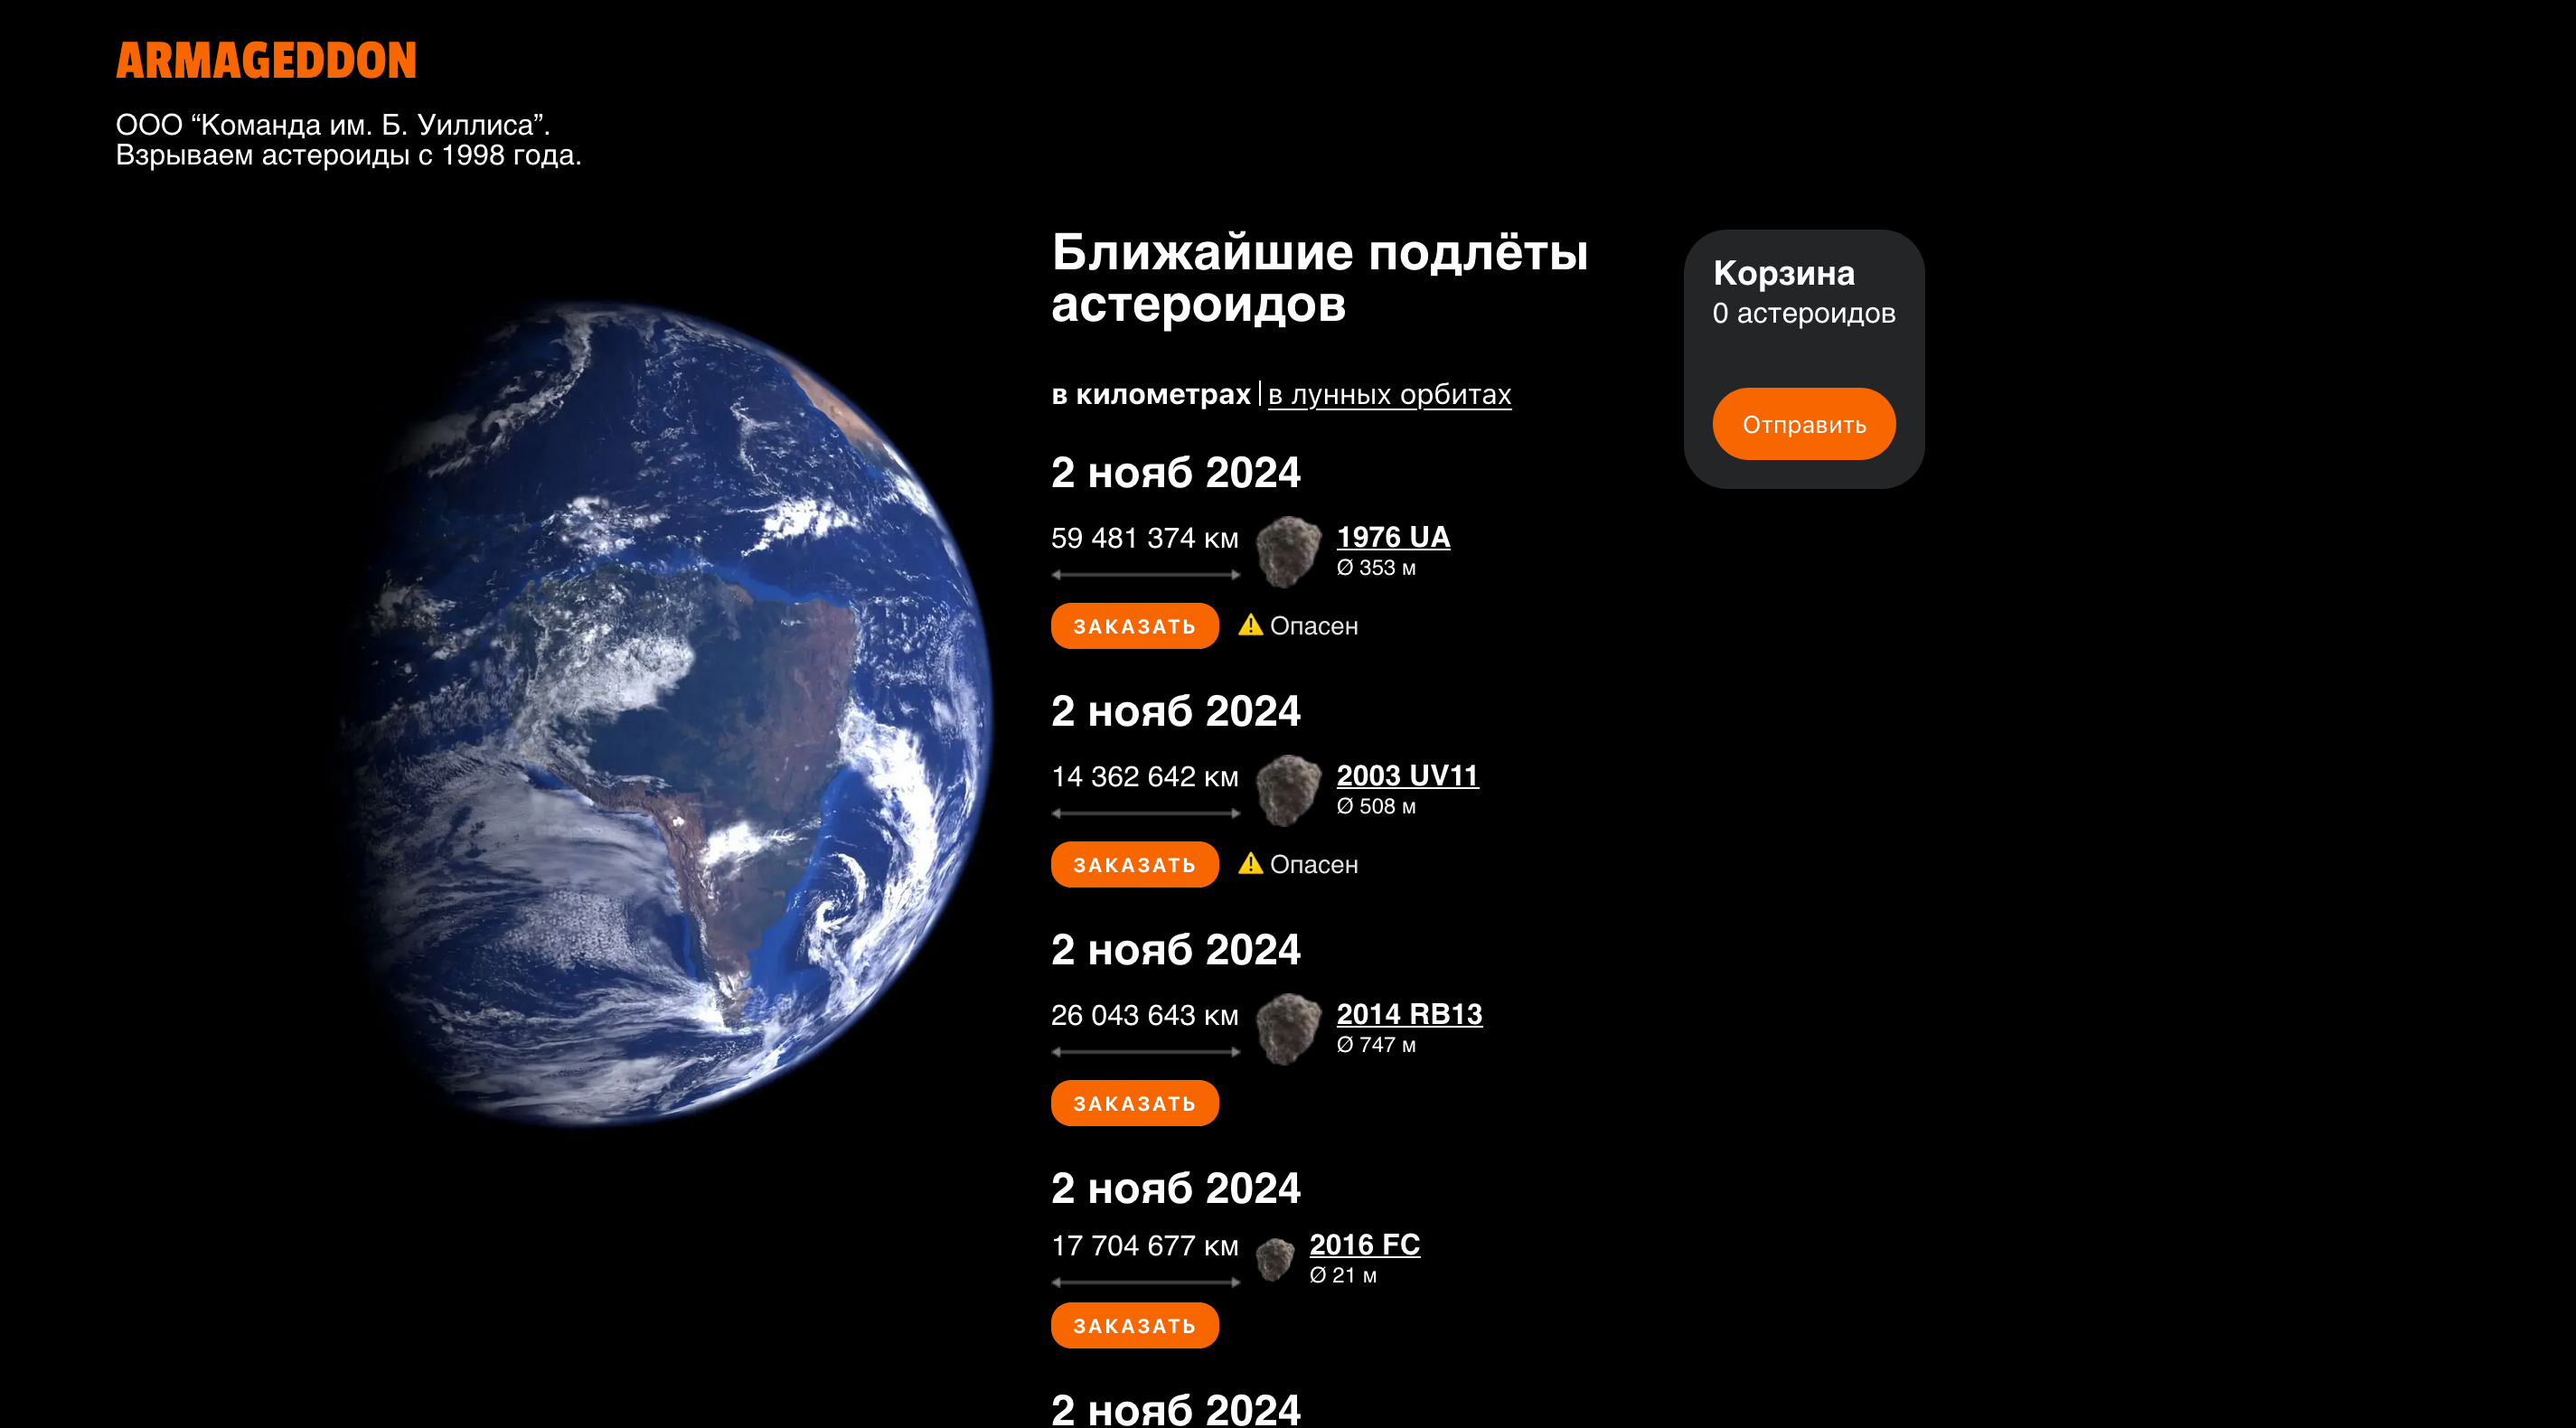 ARMAGEDDON
ООО “Команда им. Б. Уиллиса”.
Взрываем астероиды с 1998 года.
Ближайшие подлёты
астероидов
в километрах | в лунных орбитах
2 нояб 2024
59 481 374 км
1976 UA
Ø 353 м
ЗАКАЗАТЬ
⚠ Опасен
2 нояб 2024
14 362 642 км
2003 UV11
Ø 508 м
ЗАКАЗАТЬ
⚠ Опасен
2 нояб 2024
26 043 643 км
2014 RB13
Ø 747 м
ЗАКАЗАТЬ
2 нояб 2024
17 704 677 км
2016 FC
Ø 21 м
ЗАКАЗАТЬ
2 нояб 2024
Корзина
0 астероидов
Отправить